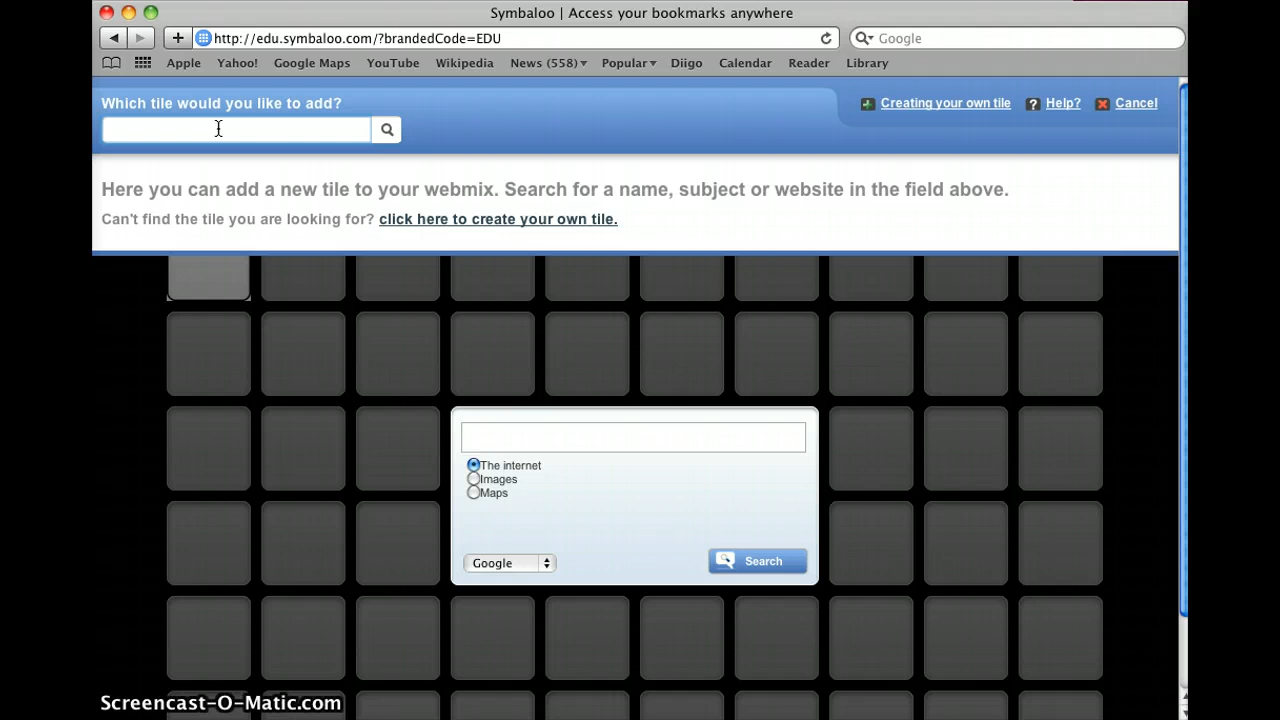 Symbaloo | Access your bookmarks anywhere
http://edu.symbaloo.com/?brandedCode=EDU
Google
Apple Yahoo! Google Maps YouTube Wikipedia News (558) Popular Diigo Calendar Reader Library
Which tile would you like to add?
Creating your own tile Help? Cancel
Here you can add a new tile to your webmix. Search for a name, subject or website in the field above.
Can't find the tile you are looking for? click here to create your own tile.
The internet
Images
Maps
Google Search
Screencast-O-Matic.com